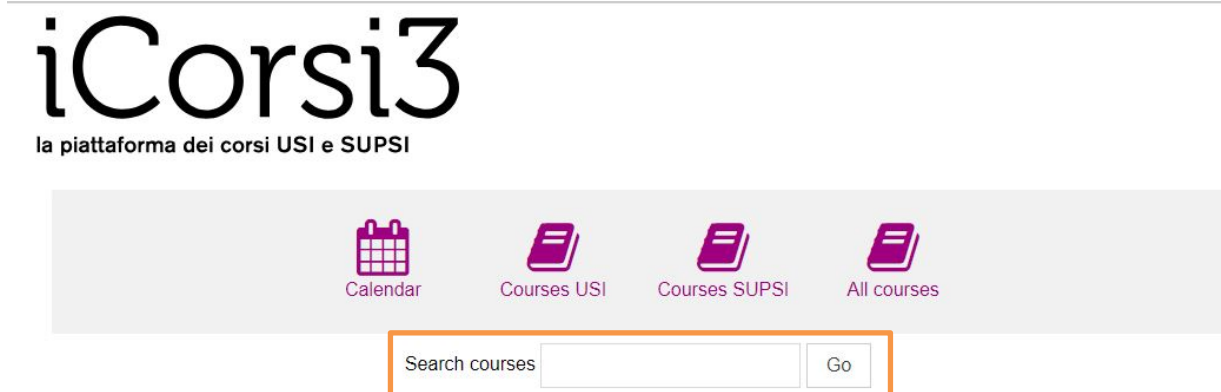 iCorsi3
la piattaforma dei corsi USI e SUPSI
Calendar Courses USI Courses SUPSI All courses
Search courses Go